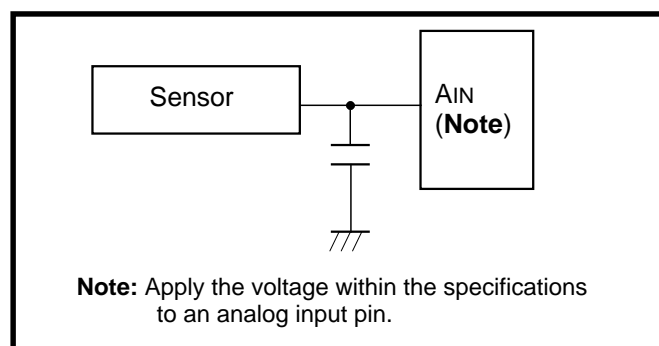 Sensor
AIN
(Note)
Note: Apply the voltage within the specifications
to an analog input pin.